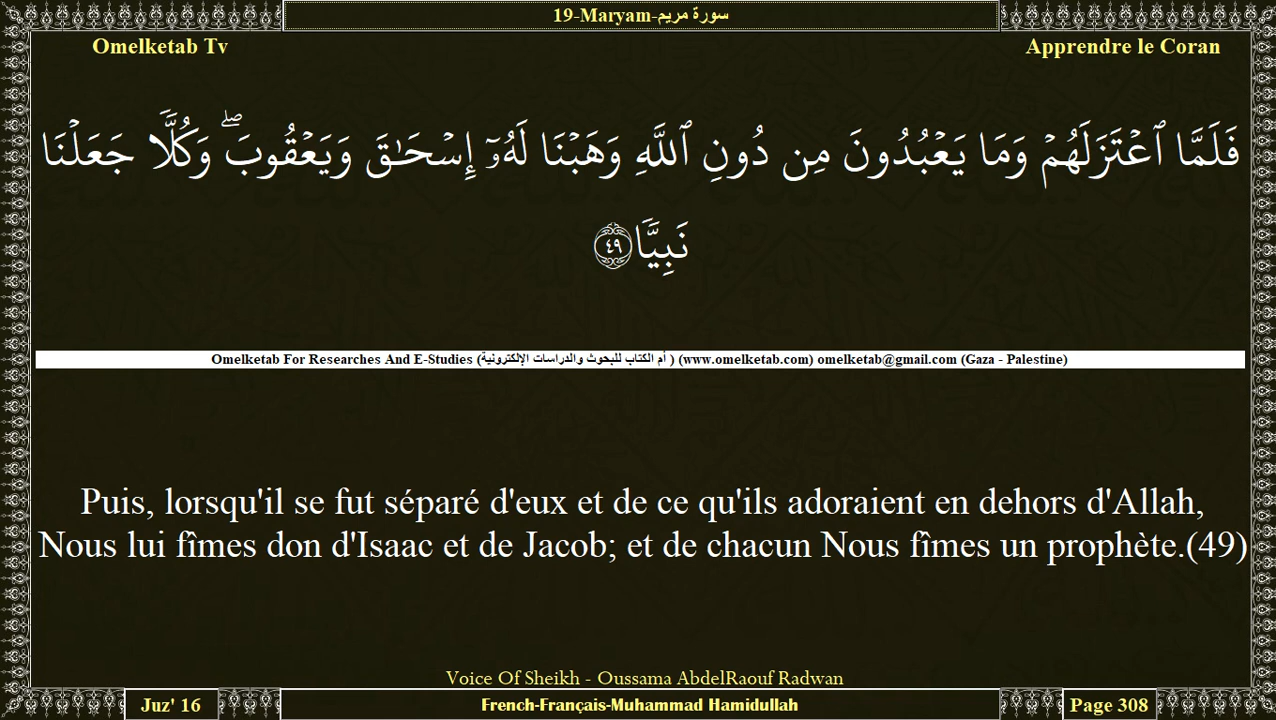 19-Maryam-سورة مريم
Omelketab Tv
Apprendre le Coran
فَلَمَّا ٱعْتَزَلَهُمْ وَمَا يَعْبُدُونَ مِن دُونِ ٱللَّهِ وَهَبْنَا لَهُۥٓ إِسْحَـٰقَ وَيَعْقُوبَ ۖ وَكُلًّا جَعَلْنَا
نَبِيًّا ﴿٤٩﴾
Omelketab For Researches And E-Studies (أم الكتاب للبحوث والدراسات الإلكترونية ) (www.omelketab.com) omelketab@gmail.com (Gaza - Palestine)
Puis, lorsqu'il se fut séparé d'eux et de ce qu'ils adoraient en dehors d'Allah,
Nous lui fîmes don d'Isaac et de Jacob; et de chacun Nous fîmes un prophète.(49)
Voice Of Sheikh - Oussama AbdelRaouf Radwan
Juz' 16
French-Français-Muhammad Hamidullah
Page 308